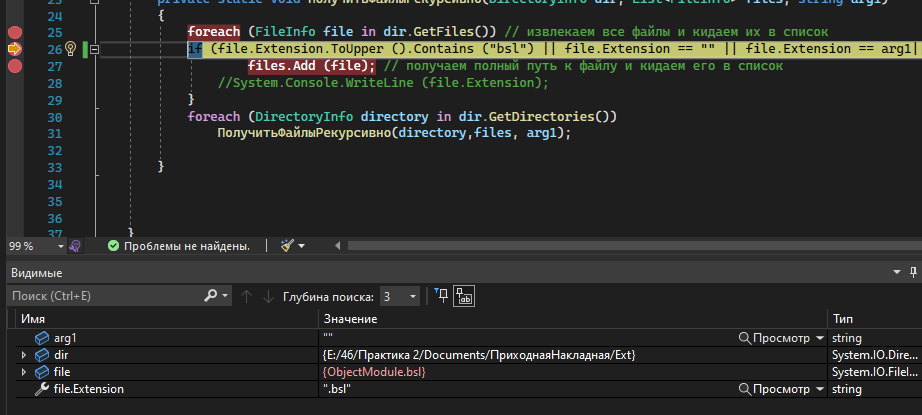 23 private static void ПолучитьФайлыРекурсивно(DirectoryInfo dir, List<FileInfo> files, string arg1)
24 {
25 foreach (FileInfo file in dir.GetFiles()) // извлекаем все файлы и кидаем их в список
26 if (file.Extension.ToUpper ().Contains ("bsl") || file.Extension == "" || file.Extension == arg1|
27 files.Add (file); // получаем полный путь к файлу и кидаем его в список
28 //System.Console.WriteLine (file.Extension);
29 }
30 foreach (DirectoryInfo directory in dir.GetDirectories())
31 ПолучитьФайлыРекурсивно(directory,files, arg1);
32
33 }
34
35
36
37 }
99 % Проблемы не найдены.
Видимые
Поиск (Ctrl+E) Глубина поиска: 3
Имя Значение Тип
arg1 "" Просмотр string
dir {E:/46/Практика 2/Documents/ПриходнаяНакладная/Ext} System.IO.Dire...
file {ObjectModule.bsl} System.IO.FileI...
file.Extension ".bsl" Просмотр string